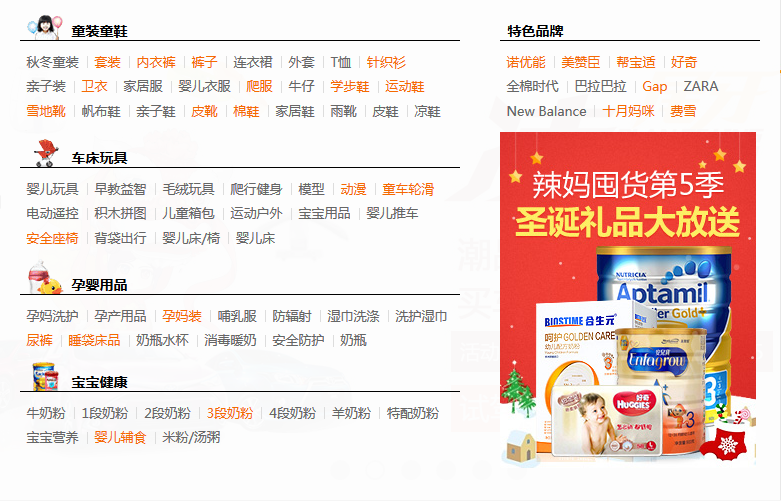 童装童鞋
秋冬童装 套装 内衣裤 裤子 连衣裙 外套 T恤 针织衫
亲子装 卫衣 家居服 婴儿衣服 爬服 牛仔 学步鞋 运动鞋
雪地靴 帆布鞋 亲子鞋 皮靴 棉鞋 家居鞋 雨靴 皮鞋 凉鞋
车床玩具
婴儿玩具 早教益智 毛绒玩具 爬行健身 模型 动漫 童车轮滑
电动遥控 积木拼图 儿童箱包 运动户外 宝宝用品 婴儿推车
安全座椅 背袋出行 婴儿床/椅 婴儿床
孕婴用品
孕妈洗护 孕产用品 孕妈装 哺乳服 防辐射 湿巾洗涤 洗护湿巾
尿裤 睡袋床品 奶瓶水杯 消毒暖奶 安全防护 奶瓶
宝宝健康
牛奶粉 1段奶粉 2段奶粉 3段奶粉 4段奶粉 羊奶粉 特配奶粉
宝宝营养 婴儿辅食 米粉/汤粥
特色品牌
诺优能 美赞臣 帮宝适 好奇
全棉时代 巴拉巴拉 Gap ZARA
New Balance 十月妈咪 费雪
辣妈囤货第5季
圣诞礼品大放送
NUTRICIA
Aptamil
Gold+
BIOSTIME 合生元
呵护 GOLDEN CARE
幼儿配方奶粉
3
Enfagrow
3
3
好奇
HUGGIES
L